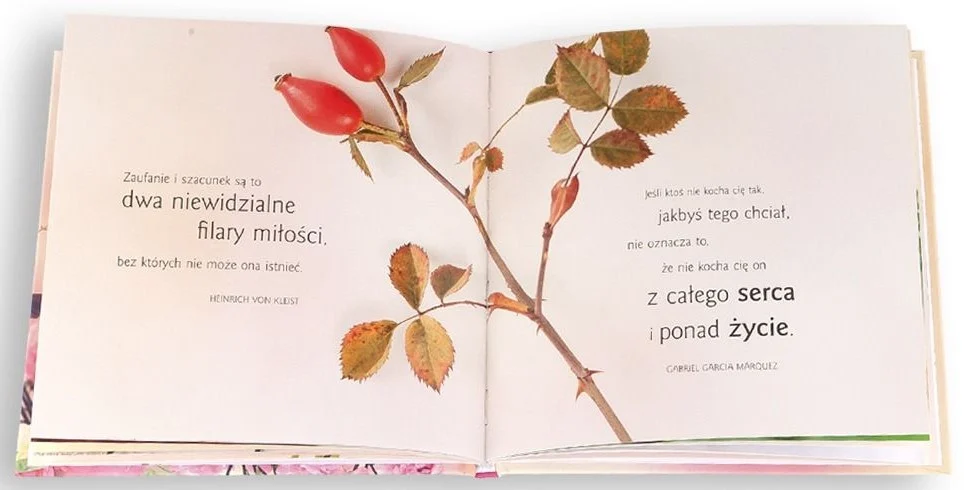 Zaufanie i szacunek są to
dwa niewidzialne
filary miłości,
bez których nie może ona istnieć.
HEINRICH VON KLEIST
Jeśli ktoś nie kocha cię tak,
jakbyś tego chciał,
nie oznacza to,
że nie kocha cię on
z całego serca
i ponad życie.
GABRIEL GARCIA MARQUEZ